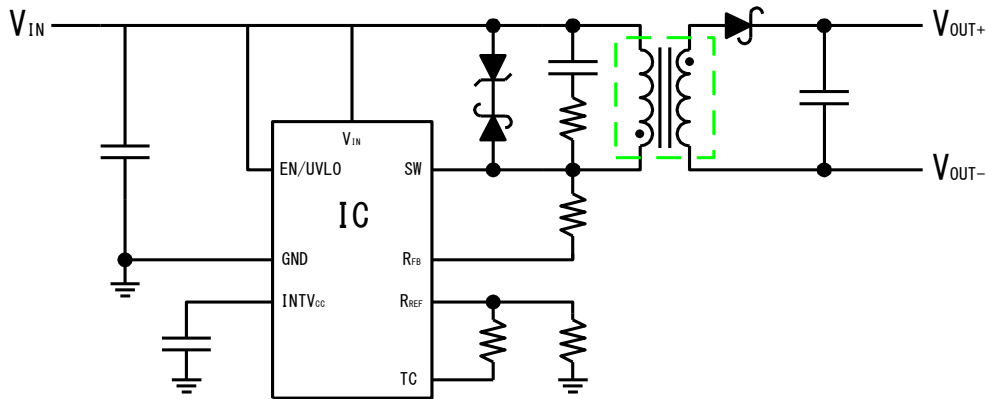 VIN
VOUT+
VIN
EN/UVLO
SW
VOUT-
IC
GND
RFB
INTVCC
RREF
TC